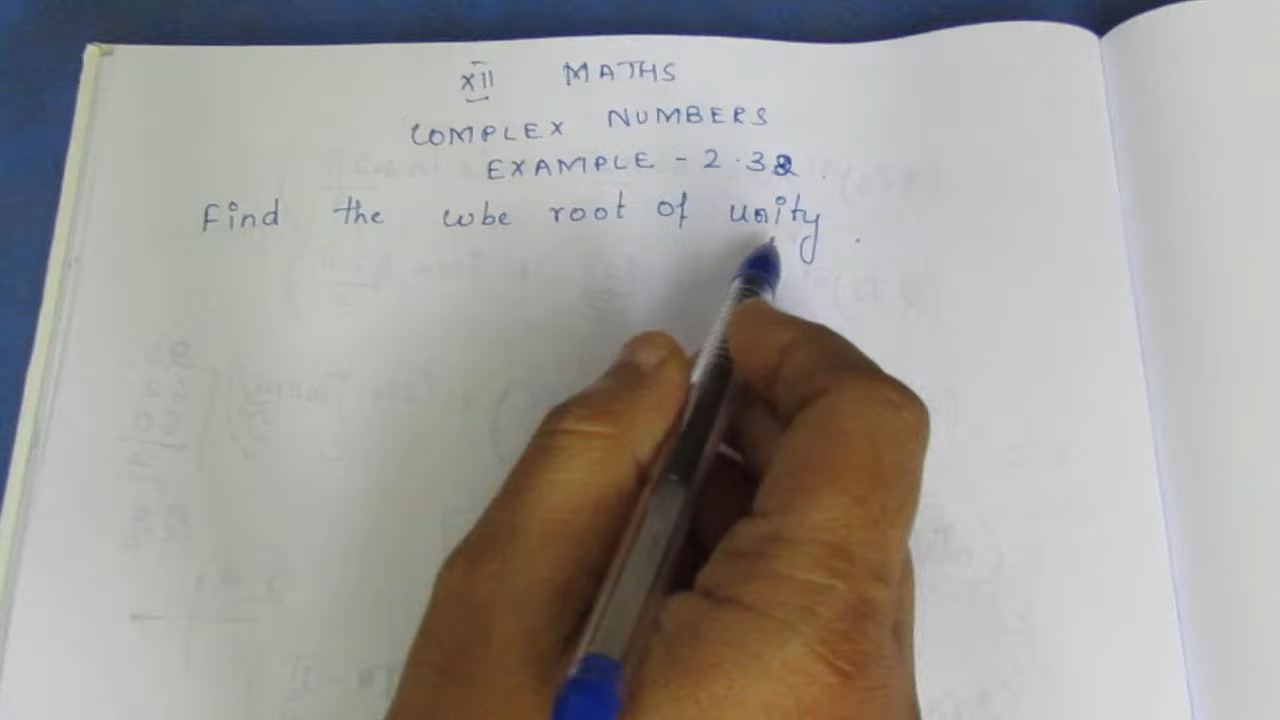 XII MATHS
COMPLEX NUMBERS
EXAMPLE - 2.32
Find the cube root of unity.